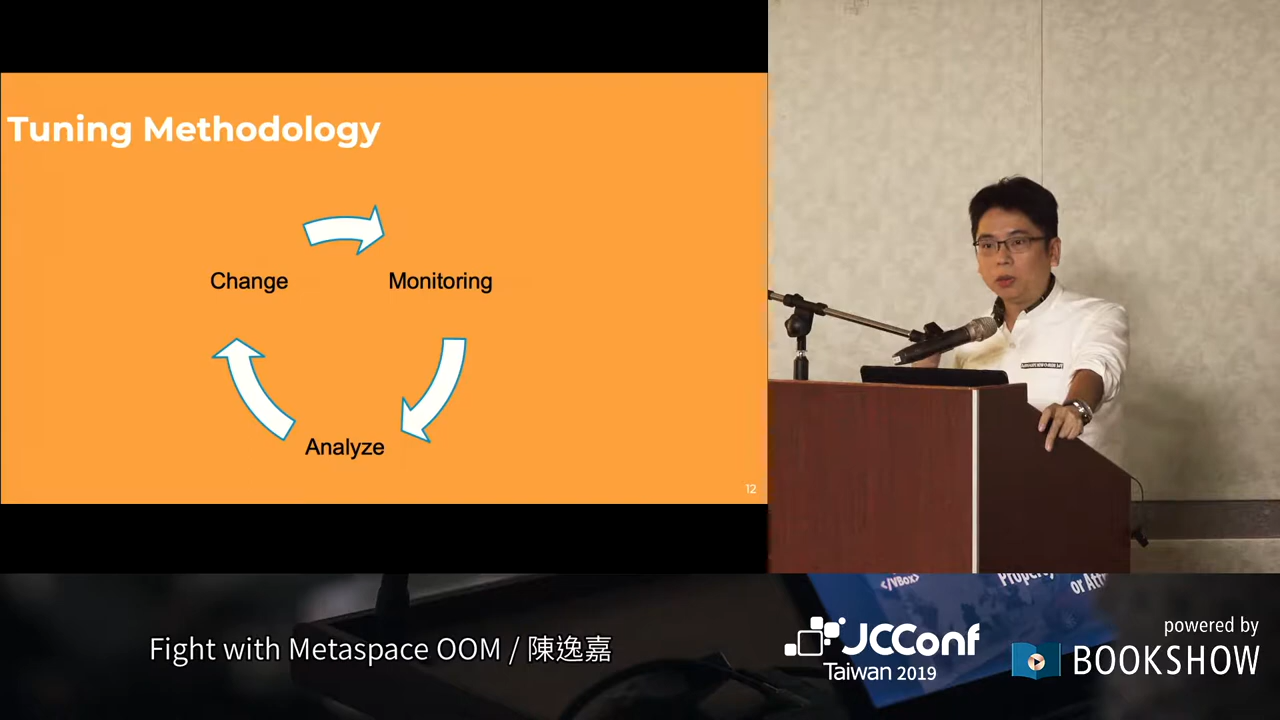 Tuning Methodology
Change
Monitoring
Analyze
12
</VBox>
Fight with Metaspace OOM / 陳逸嘉
JCConf
Taiwan 2019
powered by
BOOKSHOW